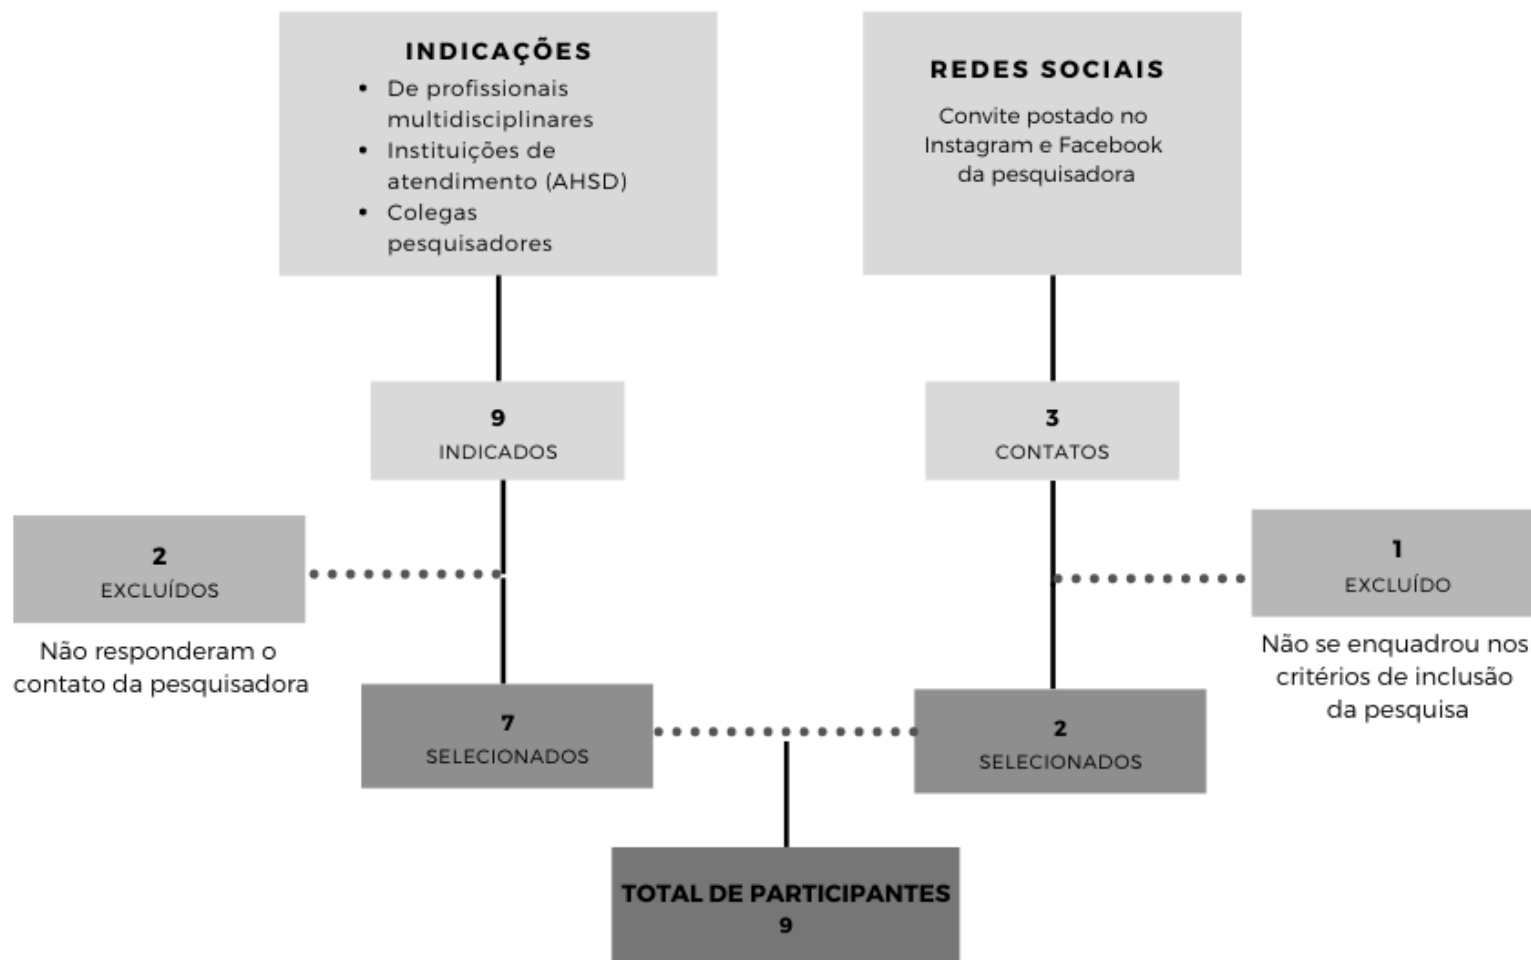 INDICAÇÕES
• De profissionais
multidisciplinares
• Instituições de
atendimento (AHSD)
• Colegas
pesquisadores
REDES SOCIAIS
Convite postado no
Instagram e Facebook
da pesquisadora
9
INDICADOS
3
CONTATOS
2
EXCLUÍDOS
Não responderam o
contato da pesquisadora
1
EXCLUÍDO
Não se enquadrou nos
critérios de inclusão
da pesquisa
7
SELECIONADOS
2
SELECIONADOS
TOTAL DE PARTICIPANTES
9